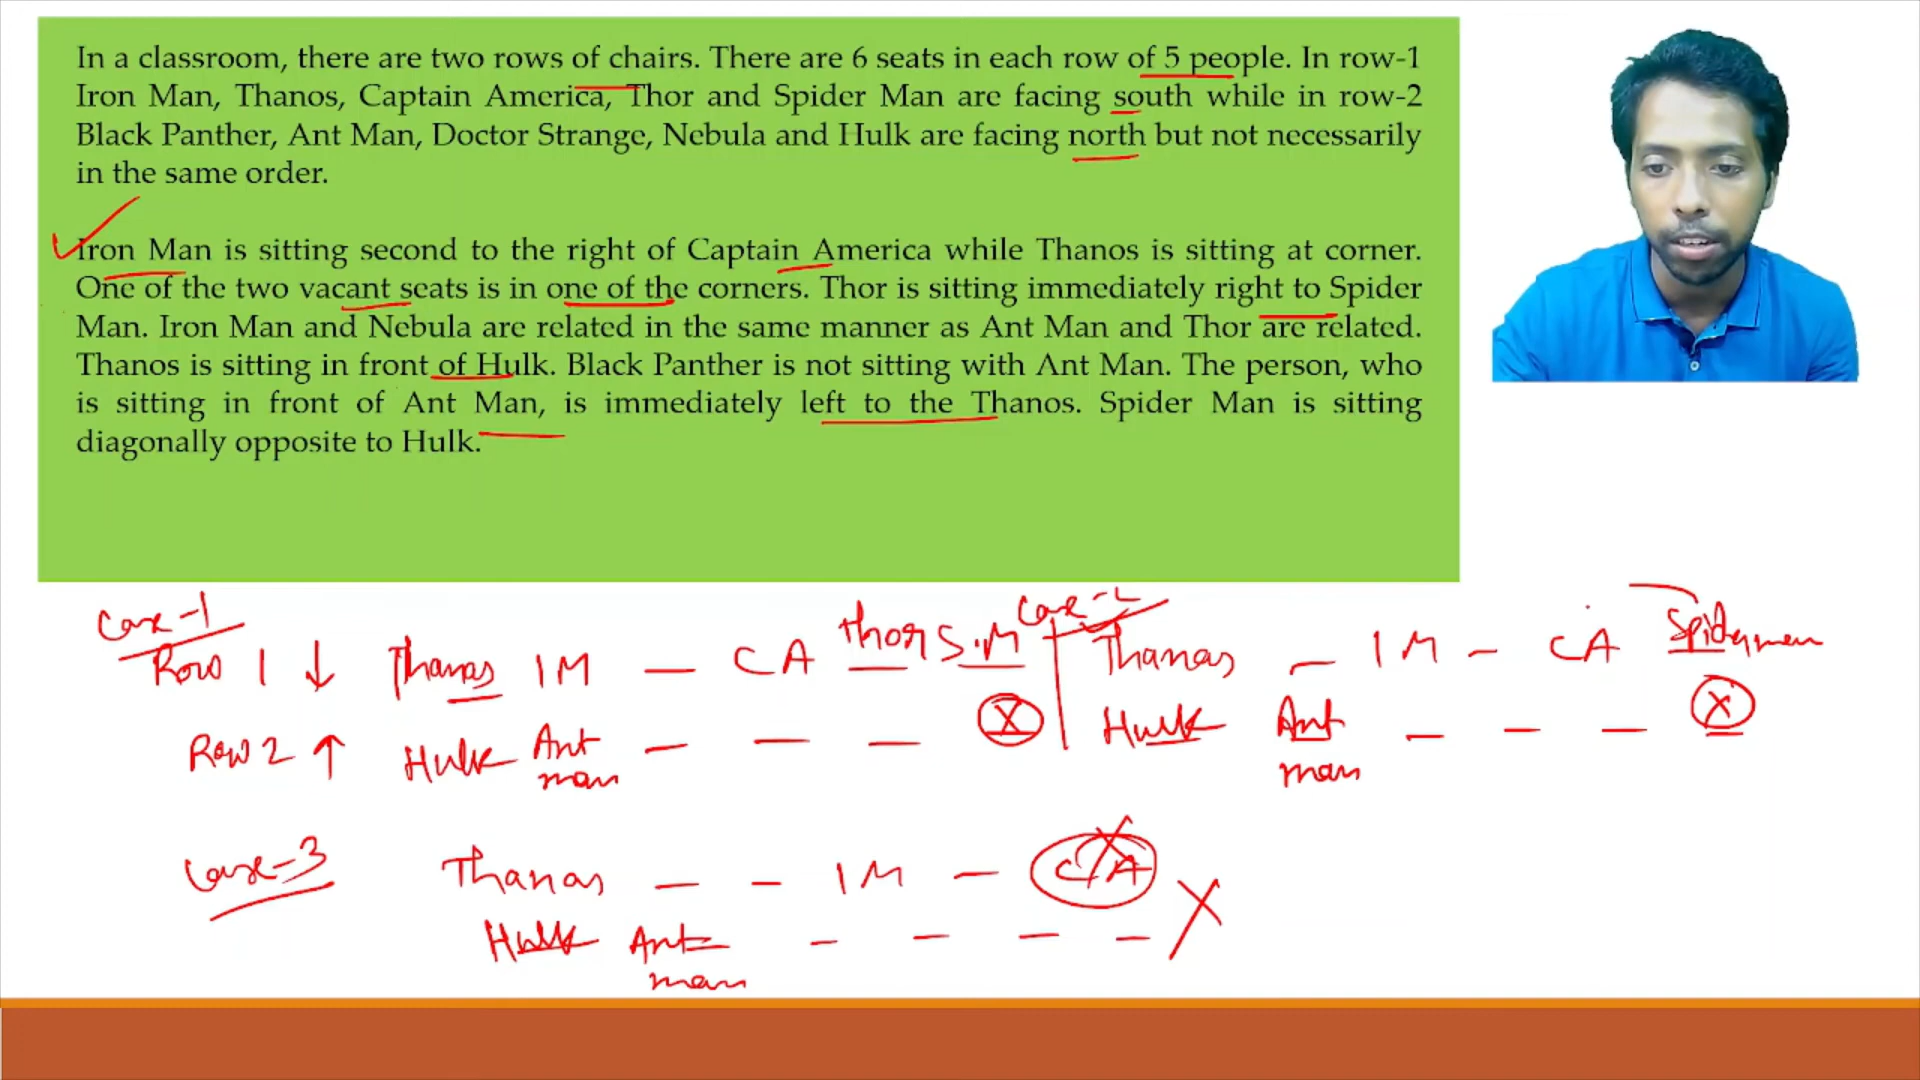 In a classroom, there are two rows of chairs. There are 6 seats in each row of 5 people. In row-1
Iron Man, Thanos, Captain America, Thor and Spider Man are facing south while in row-2
Black Panther, Ant Man, Doctor Strange, Nebula and Hulk are facing north but not necessarily
in the same order.
Iron Man is sitting second to the right of Captain America while Thanos is sitting at corner.
One of the two vacant seats is in one of the corners. Thor is sitting immediately right to Spider
Man. Iron Man and Nebula are related in the same manner as Ant Man and Thor are related.
Thanos is sitting in front of Hulk. Black Panther is not sitting with Ant Man. The person, who
is sitting in front of Ant Man, is immediately left to the Thanos. Spider Man is sitting
diagonally opposite to Hulk.
Case-1
Row 1 ↓ Thanos IM — CA Thor S.M
Row 2 ↑ Hulk Ant man — — — X
Case-2
Thanos — IM — CA Spiderman
Hulk Ant man — — — X
Case-3
Thanos — — IM — CA X
Hulk Ant man — — — —